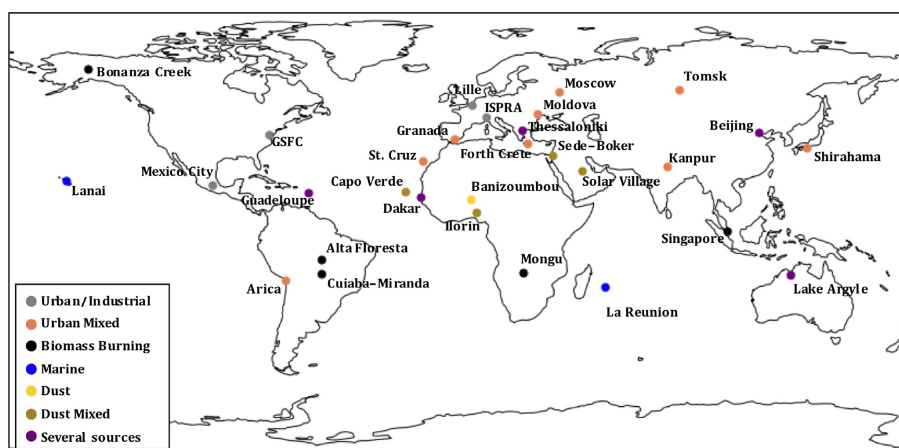 Bonanza Creek
Tomsk
Moscow
Lille
ISPRA
Moldova
Thessaloniki
Beijing
GSFC
Granada
Forth Crete
Sede-Boker
Shirahama
St. Cruz
Kanpur
Mexico City
Lanai
Capo Verde
Banizoumbou
Solar Village
Guadeloupe
Dakar
Ilorin
Singapore
Alta Floresta
Mongu
Cuiaba-Miranda
Arica
Lake Argyle
La Reunion
Urban/Industrial
Urban Mixed
Biomass Burning
Marine
Dust
Dust Mixed
Several sources